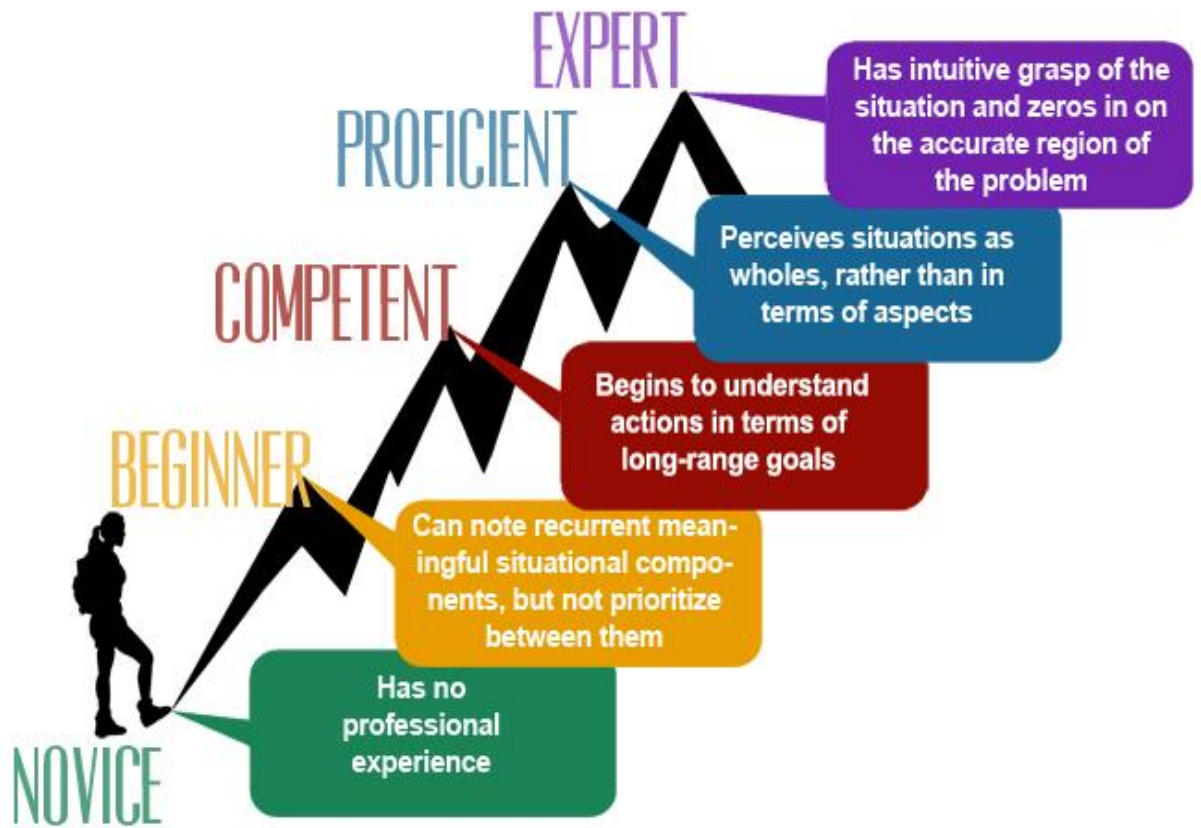 EXPERT
Has intuitive grasp of the
situation and zeros in on
the accurate region of
the problem
PROFICIENT
Perceives situations as
wholes, rather than in
terms of aspects
COMPETENT
Begins to understand
actions in terms of
long-range goals
BEGINNER
Can note recurrent mean-
ingful situational compo-
nents, but not prioritize
between them
NOVICE
Has no
professional
experience